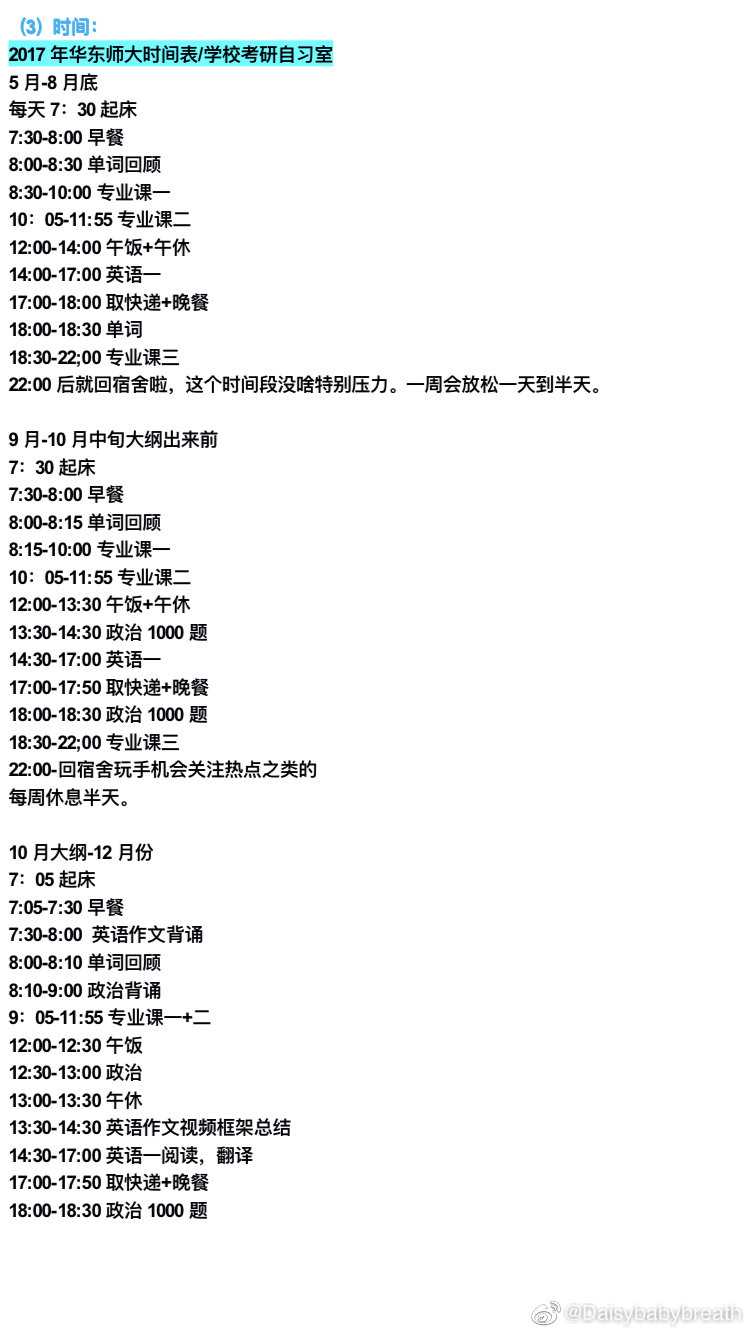 （3）时间：
2017 年华东师大时间表/学校考研自习室
5 月-8 月底
每天 7：30 起床
7:30-8:00 早餐
8:00-8:30 单词回顾
8:30-10:00 专业课一
10：05-11:55 专业课二
12:00-14:00 午饭+午休
14:00-17:00 英语一
17:00-18:00 取快递+晚餐
18:00-18:30 单词
18:30-22;00 专业课三
22:00 后就回宿舍啦，这个时间段没啥特别压力。一周会放松一天到半天。
9 月-10 月中旬大纲出来前
7：30 起床
7:30-8:00 早餐
8:00-8:15 单词回顾
8:15-10:00 专业课一
10：05-11:55 专业课二
12:00-13:30 午饭+午休
13:30-14:30 政治 1000 题
14:30-17:00 英语一
17:00-17:50 取快递+晚餐
18:00-18:30 政治 1000 题
18:30-22;00 专业课三
22:00-回宿舍玩手机会关注热点之类的
每周休息半天。
10 月大纲-12 月份
7：05 起床
7:05-7:30 早餐
7:30-8:00  英语作文背诵
8:00-8:10 单词回顾
8:10-9:00 政治背诵
9：05-11:55 专业课一+二
12:00-12:30 午饭
12:30-13:00 政治
13:00-13:30 午休
13:30-14:30 英语作文视频框架总结
14:30-17:00 英语一阅读，翻译
17:00-17:50 取快递+晚餐
18:00-18:30 政治 1000 题
@Daisybabybreath